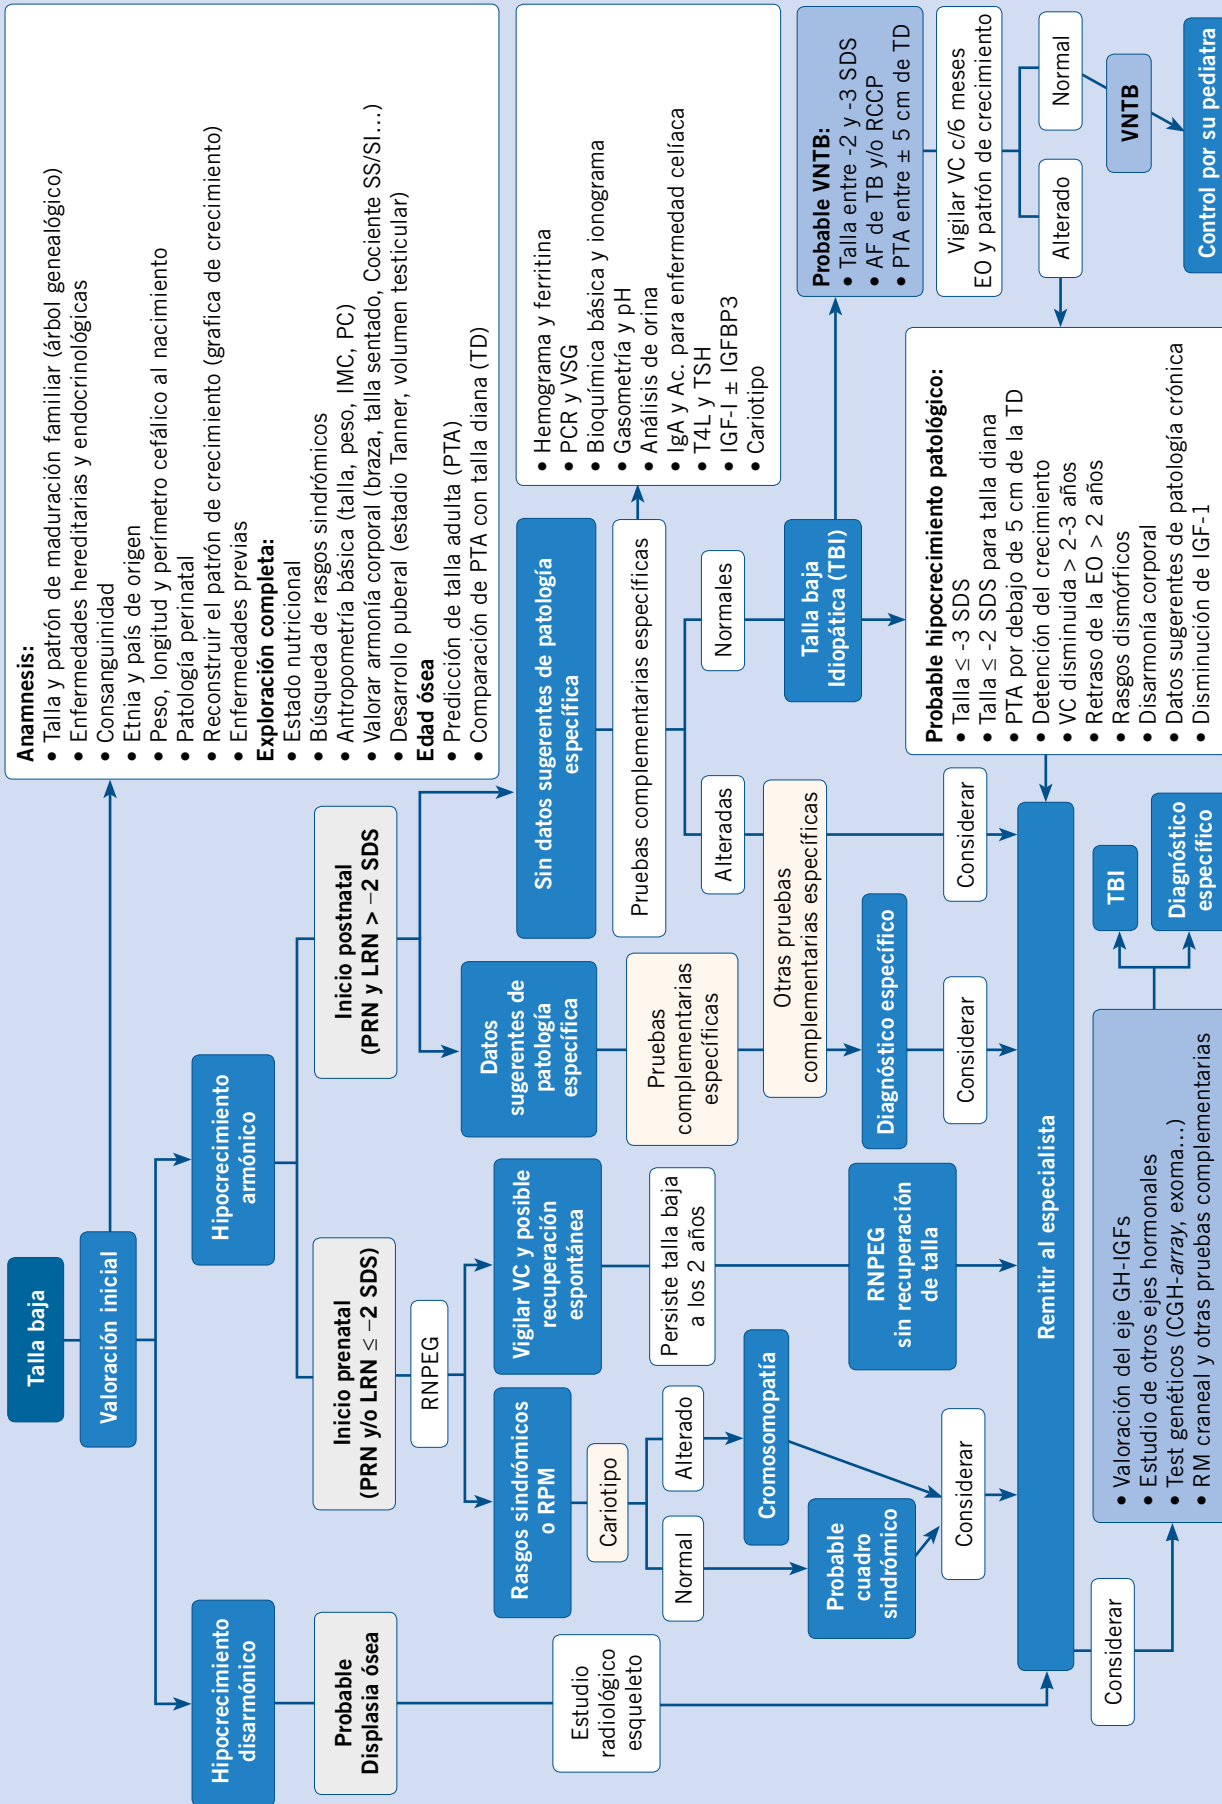 Talla baja
Valoración inicial
Anamnesis:
• Talla y patrón de maduración familiar (árbol genealógico)
• Enfermedades hereditarias y endocrinológicas
• Consanguinidad
• Etnia y país de origen
• Peso, longitud y perímetro cefálico al nacimiento
• Patología perinatal
• Reconstruir el patrón de crecimiento (grafica de crecimiento)
• Enfermedades previas
Exploración completa:
• Estado nutricional
• Búsqueda de rasgos sindrómicos
• Antropometría básica (talla, peso, IMC, PC)
• Valorar armonía corporal (braza, talla sentado, Cociente SS/SI...)
• Desarrollo puberal (estadio Tanner, volumen testicular)
Edad ósea
• Predicción de talla adulta (PTA)
• Comparación de PTA con talla diana (TD)
Hipocrecimiento
disarmónico
Probable
Displasia ósea
Estudio
radiológico
esqueleto
Hipocrecimiento
armónico
Inicio prenatal
(PRN y/o LRN ≤ −2 SDS)
RNPEG
Rasgos sindrómicos
o RPM
Cariotipo
Normal
Alterado
Probable
cuadro
sindrómico
Cromosomopatía
Considerar
Vigilar VC y posible
recuperación
espontánea
Persiste talla baja
a los 2 años
RNPEG
sin recuperación
de talla
Inicio postnatal
(PRN y LRN > −2 SDS
Datos
sugerentes de
patología
específica
Pruebas
complementarias
específicas
Otras pruebas
complementarias específicas
Diagnóstico específico
Considerar
Sin datos sugerentes de patología
específica
Pruebas complementarias específicas
• Hemograma y ferritina
• PCR y VSG
• Bioquímica básica y ionograma
• Gasometría y pH
• Análisis de orina
• IgA y Ac. para enfermedad celíaca
• T4L y TSH
• IGF-I ± IGFBP3
• Cariotipo
Alteradas
Normales
Considerar
Talla baja
Idiopática (TBI)
Probable VNTB:
• Talla entre -2 y -3 SDS
• AF de TB y/o RCCP
• PTA entre ± 5 cm de TD
Vigilar VC c/6 meses
EO y patrón de crecimiento
Alterado
Normal
VNTB
Control por su pediatra
Probable hipocrecimiento patológico:
• Talla ≤ -3 SDS
• Talla ≤ -2 SDS para talla diana
• PTA por debajo de 5 cm de la TD
• Detención del crecimiento
• VC disminuida > 2-3 años
• Retraso de la EO > 2 años
• Rasgos dismórficos
• Disarmonía corporal
• Datos sugerentes de patología crónica
• Disminución de IGF-1
Remitir al especialista
Considerar
• Valoración del eje GH-IGFs
• Estudio de otros ejes hormonales
• Test genéticos (CGH-array, exoma...)
• RM craneal y otras pruebas complementarias
TBI
Diagnóstico
específico